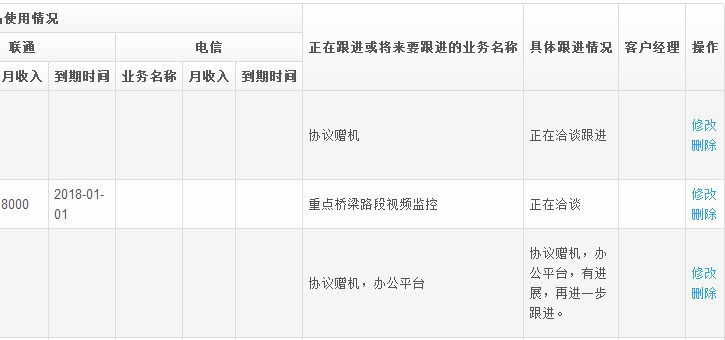 使用情况
联通
电信
正在跟进或将来要跟进的业务名称
具体跟进情况
客户经理
操作
月收入
到期时间
业务名称
月收入
到期时间
协议赠机
正在洽谈跟进
修改
删除
8000
2018-01-
01
重点桥梁路段视频监控
正在洽谈
修改
删除
协议赠机，办公平台
协议赠机，办
公平台，有进
展，再进一步
跟进。
修改
删除